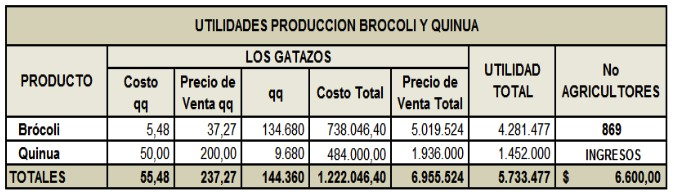 UTILIDADES PRODUCCION BROCOLI Y QUINUA
PRODUCTO LOS GATAZOS UTILIDAD TOTAL No AGRICULTORES
Costo qq Precio de Venta qq qq Costo Total Precio de Venta Total
Brócoli 5,48 37,27 134.680 738.046,40 5.019.524 4.281.477 869
Quinua 50,00 200,00 9.680 484.000,00 1.936.000 1.452.000 INGRESOS
TOTALES 55,48 237,27 144.360 1.222.046,40 6.955.524 5.733.477 $ 6.600,00